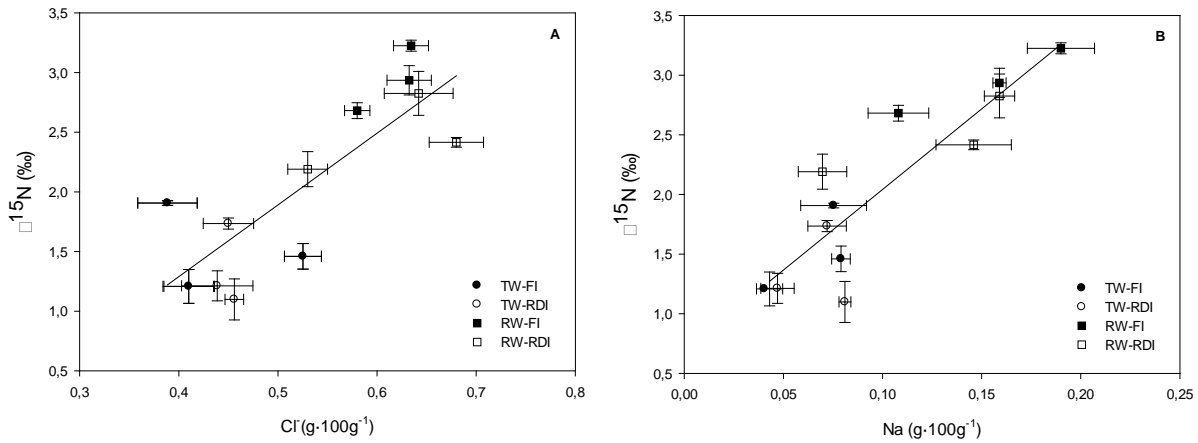 A
3,5
3,0
2,5
2,0
1,5
1,0
0,5
□15N (‰)
TW-FI
TW-RDI
RW-FI
RW-RDI
0,3 0,4 0,5 0,6 0,7 0,8
Cl⁻(g·100g⁻¹)
B
3,5
3,0
2,5
2,0
1,5
1,0
0,5
□15N (‰)
TW-FI
TW-RDI
RW-FI
RW-RDI
0,00 0,05 0,10 0,15 0,20 0,25
Na (g·100g⁻¹)